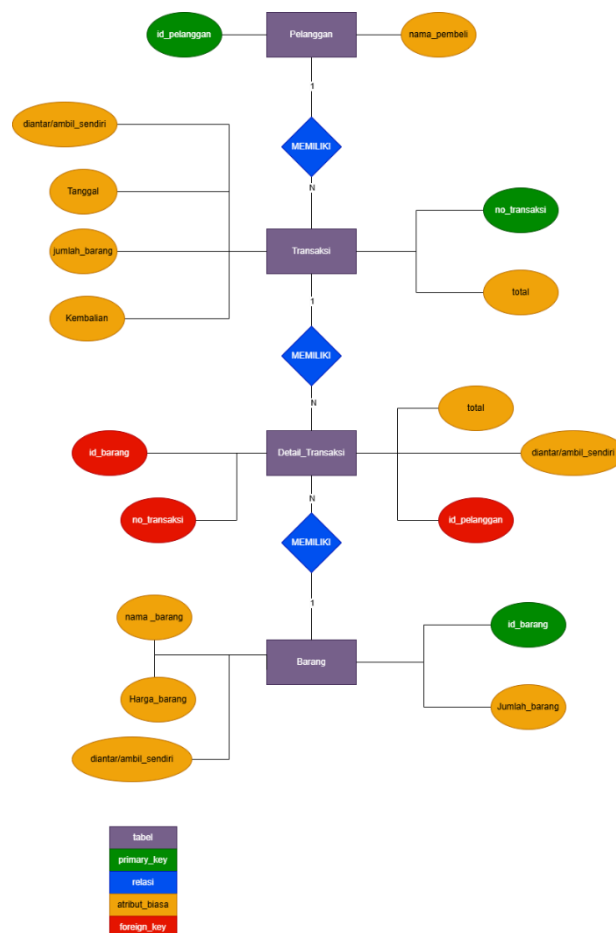 id_pelanggan
Pelanggan
nama_pembeli
1
MEMILIKI
N
diantar/ambil_sendiri
Tanggal
jumlah_barang
Kembalian
Transaksi
no_transaksi
total
1
MEMILIKI
N
id_barang
no_transaksi
Detail_Transaksi
total
diantar/ambil_sendiri
id_pelanggan
N
MEMILIKI
1
nama _barang
Harga_barang
diantar/ambil_sendiri
Barang
id_barang
Jumlah_barang
tabel
primary_key
relasi
atribut_biasa
foreign_key